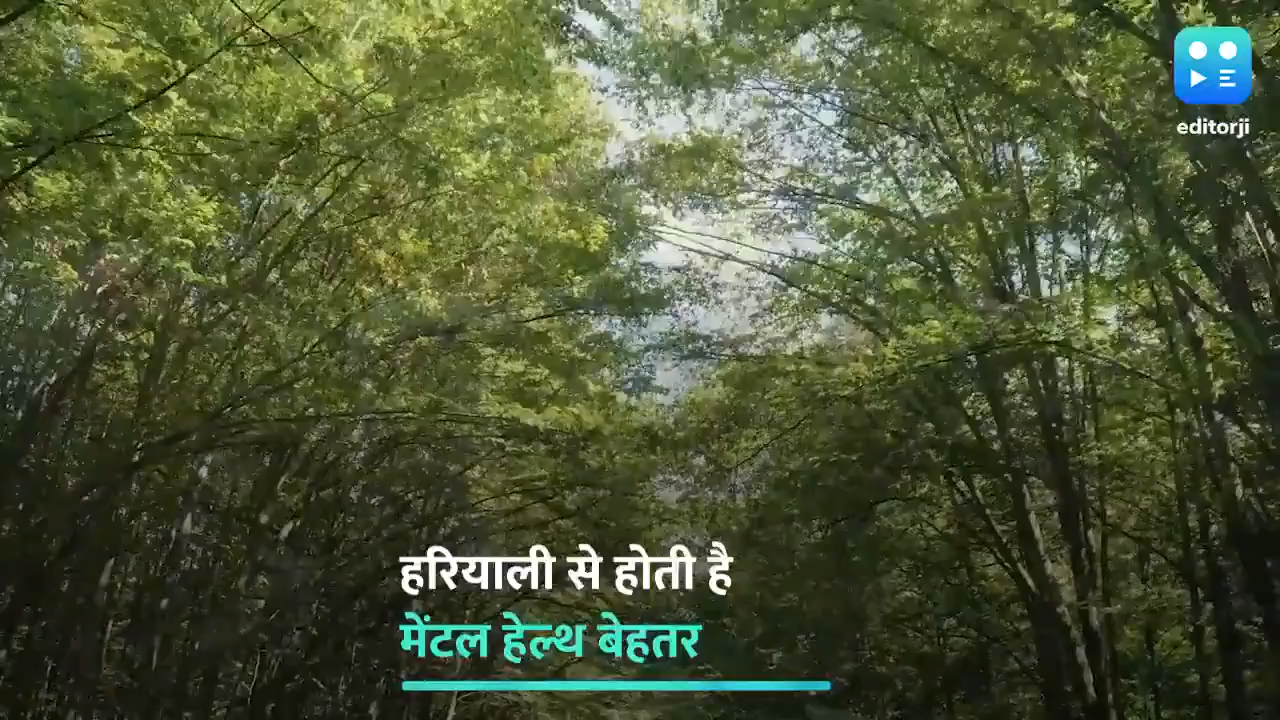 editorji
हरियाली से होती है
मेंटल हेल्थ बेहतर